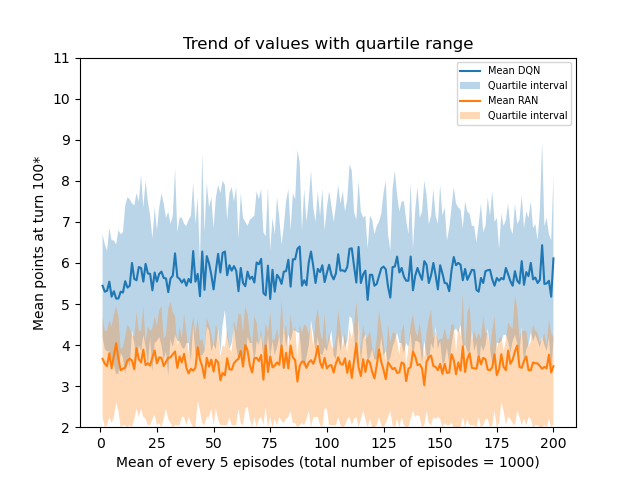 Trend of values with quartile range
Mean DQN
Quartile interval
Mean RAN
Quartile interval
Mean points at turn 100*
11
10
9
8
7
6
5
4
3
2
0 25 50 75 100 125 150 175 200
Mean of every 5 episodes (total number of episodes = 1000)